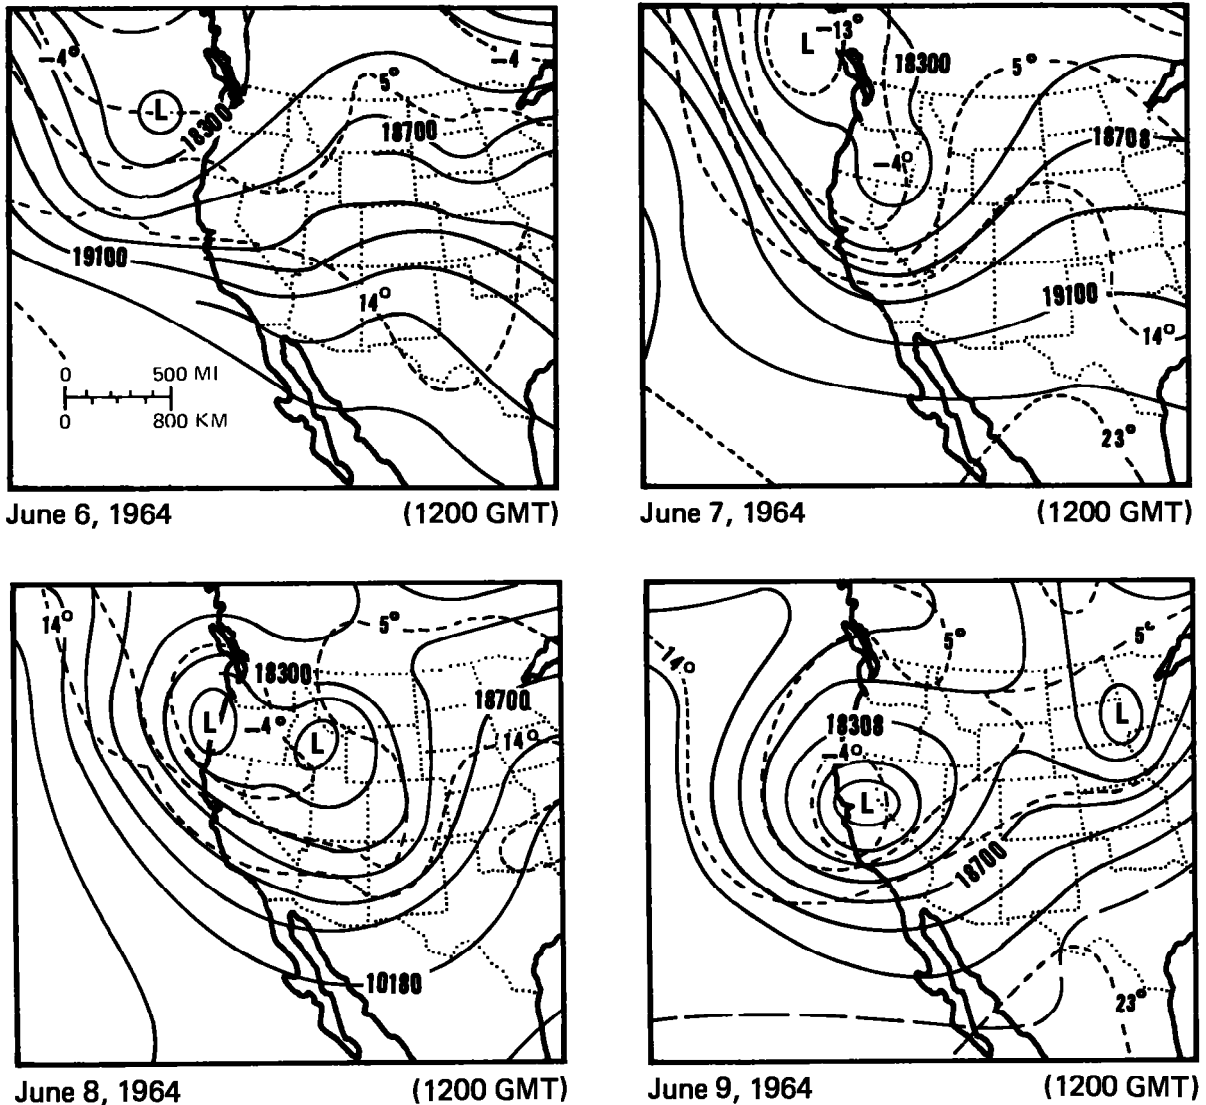 −4°
L
18300
5°
−4
18700
19100
14°
0 500 MI
0 800 KM
June 6, 1964 (1200 GMT)
L −13°
18300
5°
18708
−4°
19100
14°
23°
June 7, 1964 (1200 GMT)
14°
5°
18300
18700
L
−4°
L
14°
10180
June 8, 1964 (1200 GMT)
14°
5°
5°
L
18308
−4°
L
18700
23°
June 9, 1964 (1200 GMT)